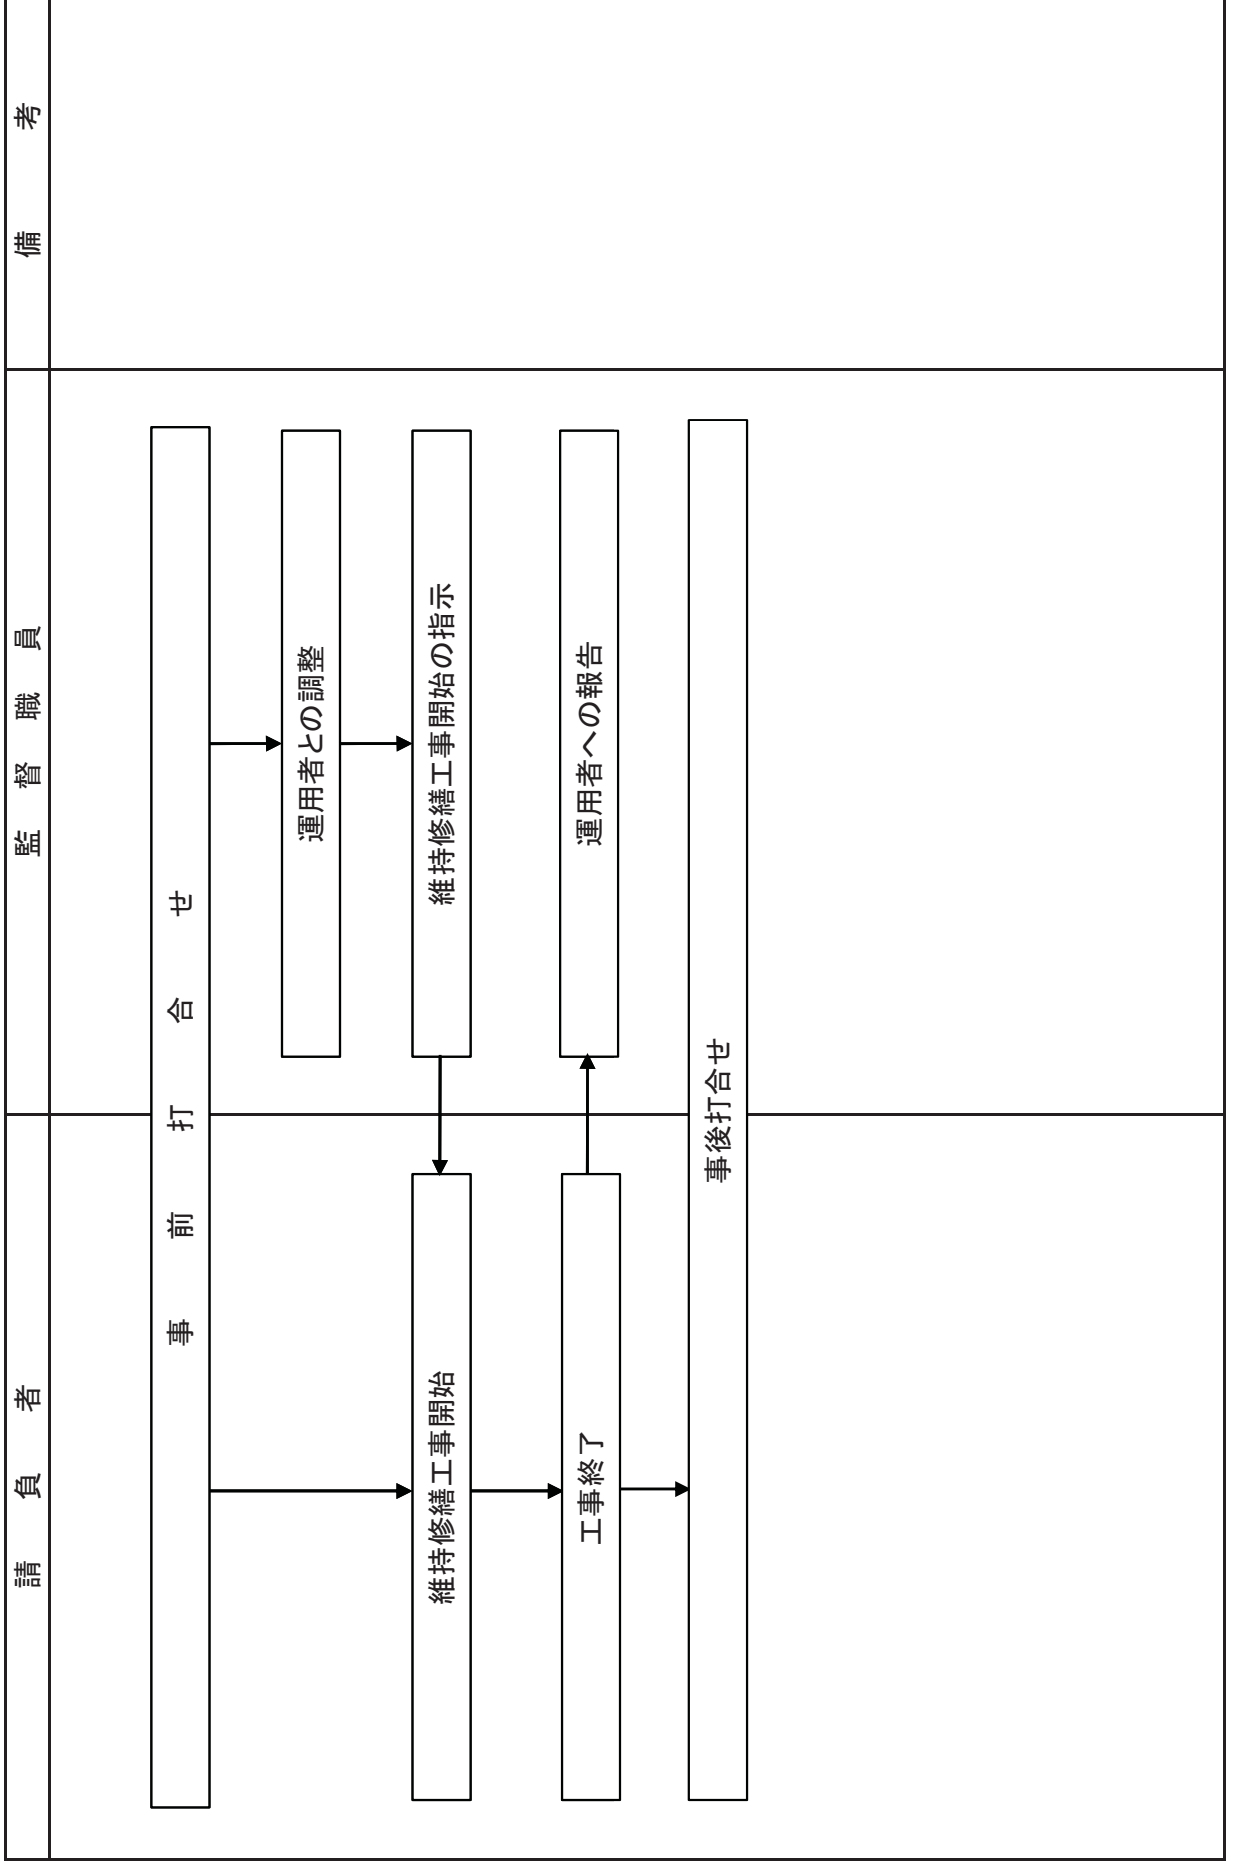 請負者
監督職員
備考
事前打合せ
運用者との調整
維持修繕工事開始
維持修繕工事開始の指示
工事終了
運用者への報告
事後打合せ